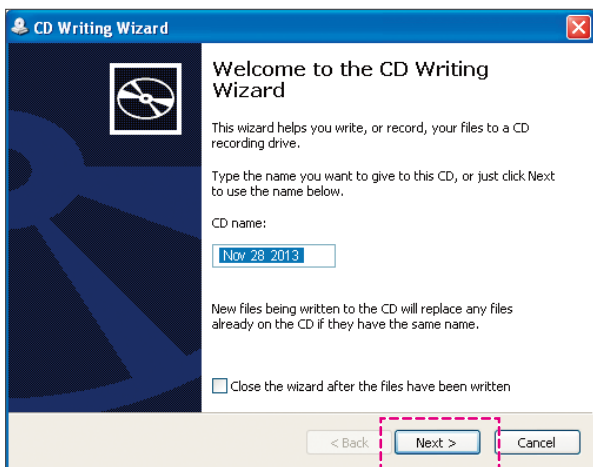 CD Writing Wizard
Welcome to the CD Writing
Wizard
This wizard helps you write, or record, your files to a CD
recording drive.
Type the name you want to give to this CD, or just click Next
to use the name below.
CD name:
Nov 28 2013
New files being written to the CD will replace any files
already on the CD if they have the same name.
Close the wizard after the files have been written
< Back Next > Cancel